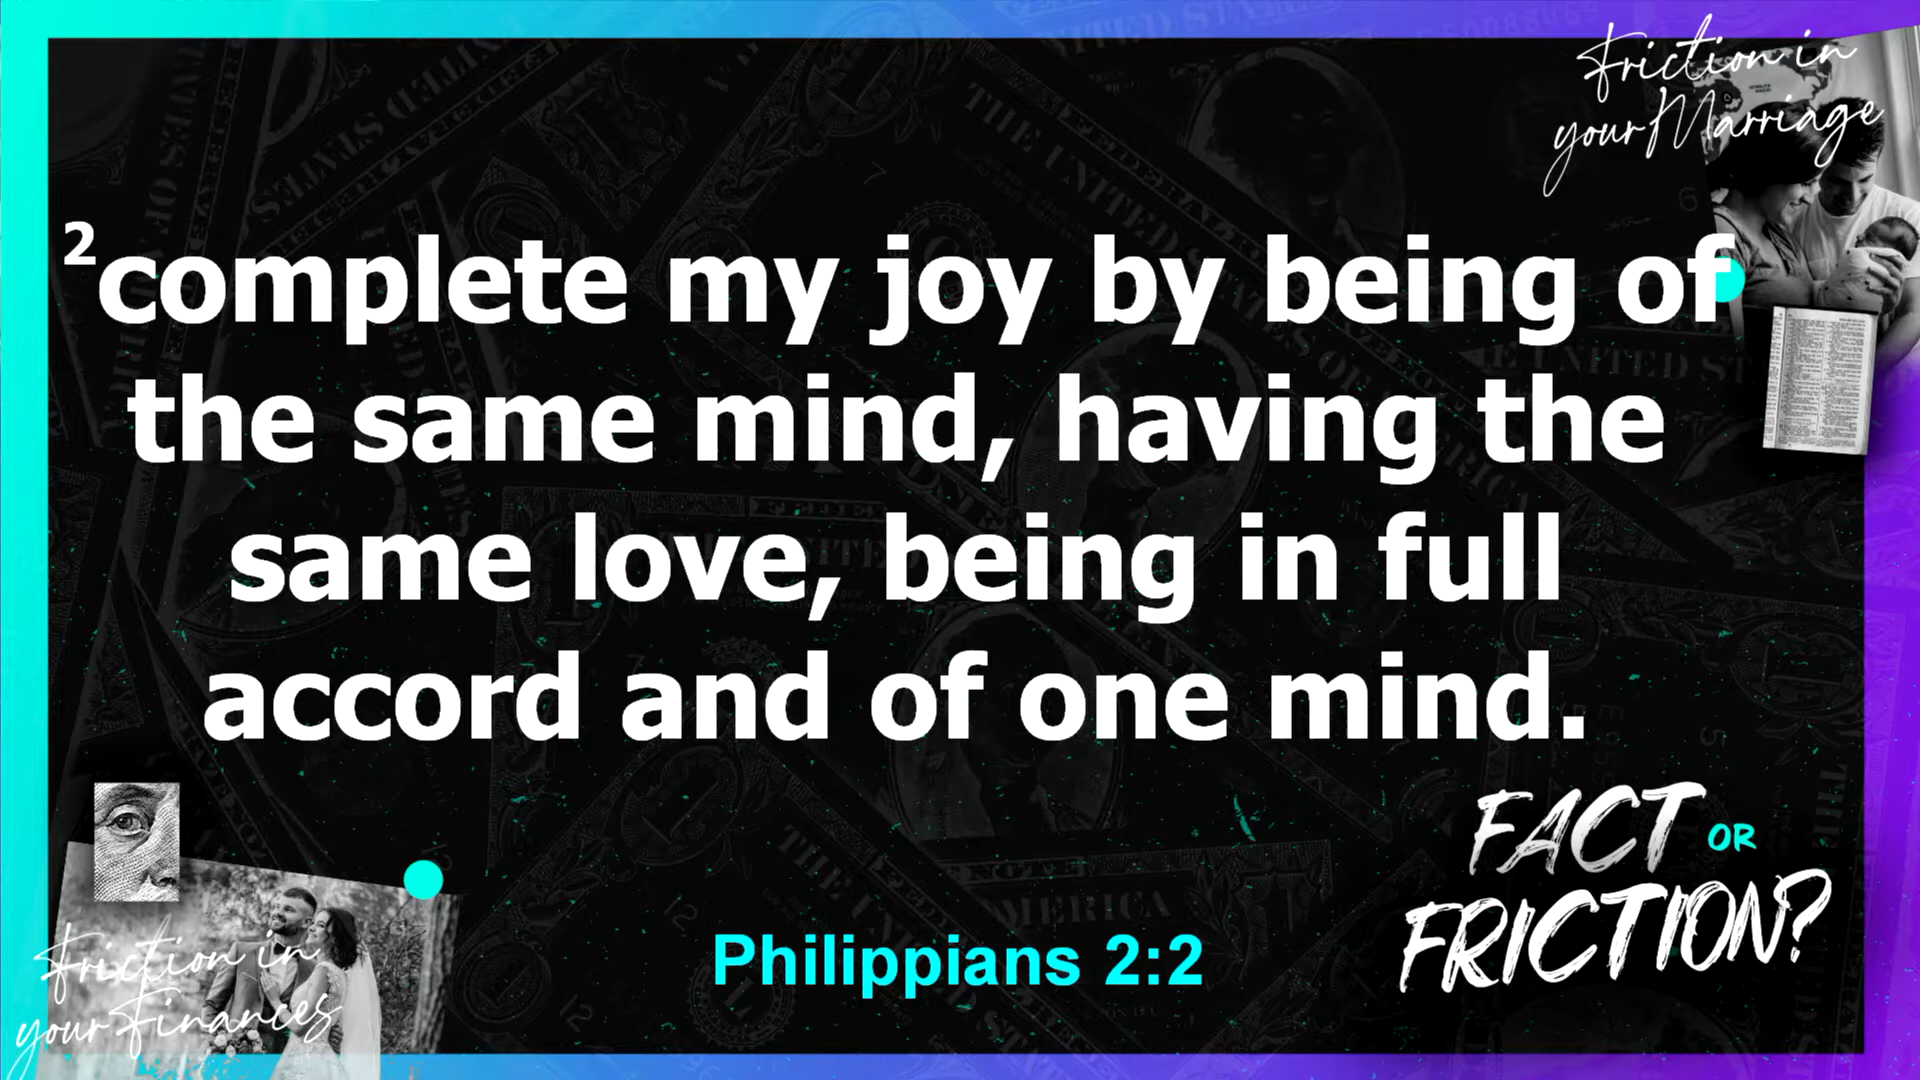 Friction in
your Marriage
2complete my joy by being of
the same mind, having the
same love, being in full
accord and of one mind.
FACT OR
FRICTION?
Philippians 2:2
Friction in
your Finances